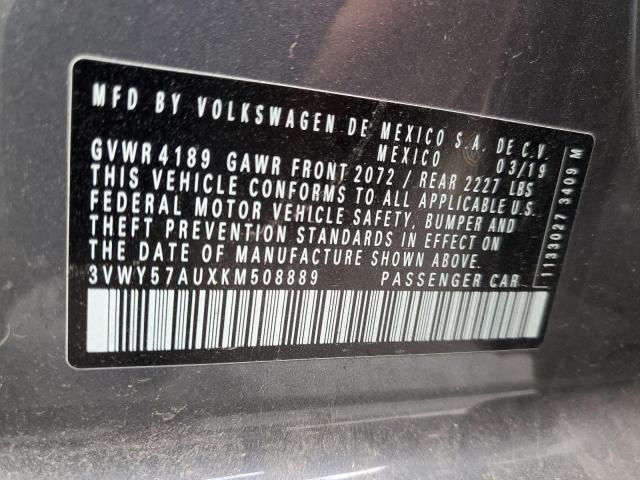 MFD BY VOLKSWAGEN DE MEXICO S.A. DE C.V.
MEXICO 03/19
GVWR 4189 GAWR FRONT 2072 / REAR 2227 LBS
THIS VEHICLE CONFORMS TO ALL APPLICABLE U.S.
FEDERAL MOTOR VEHICLE SAFETY, BUMPER AND
THEFT PREVENTION STANDARDS IN EFFECT ON
THE DATE OF MANUFACTURE SHOWN ABOVE.
3VWY57AUXKM508889 PASSENGER CAR
1133027 3409 M